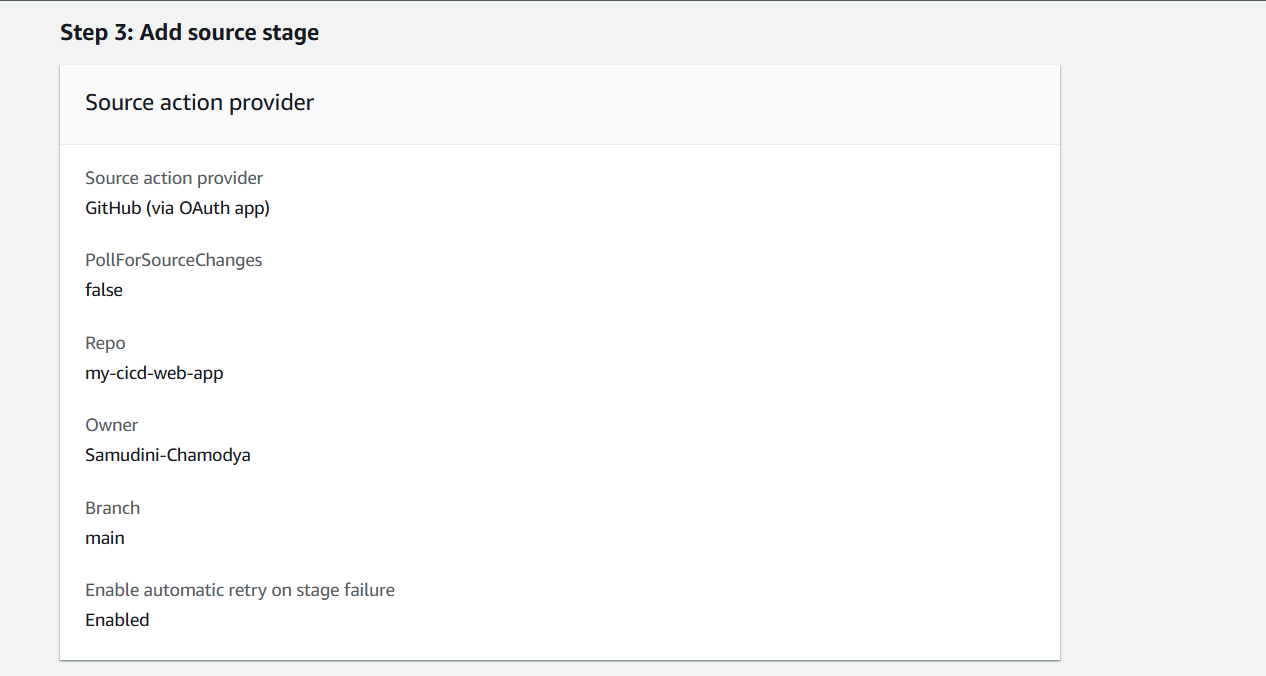 Step 3: Add source stage
Source action provider
Source action provider
GitHub (via OAuth app)
PollForSourceChanges
false
Repo
my-cicd-web-app
Owner
Samudini-Chamodya
Branch
main
Enable automatic retry on stage failure
Enabled